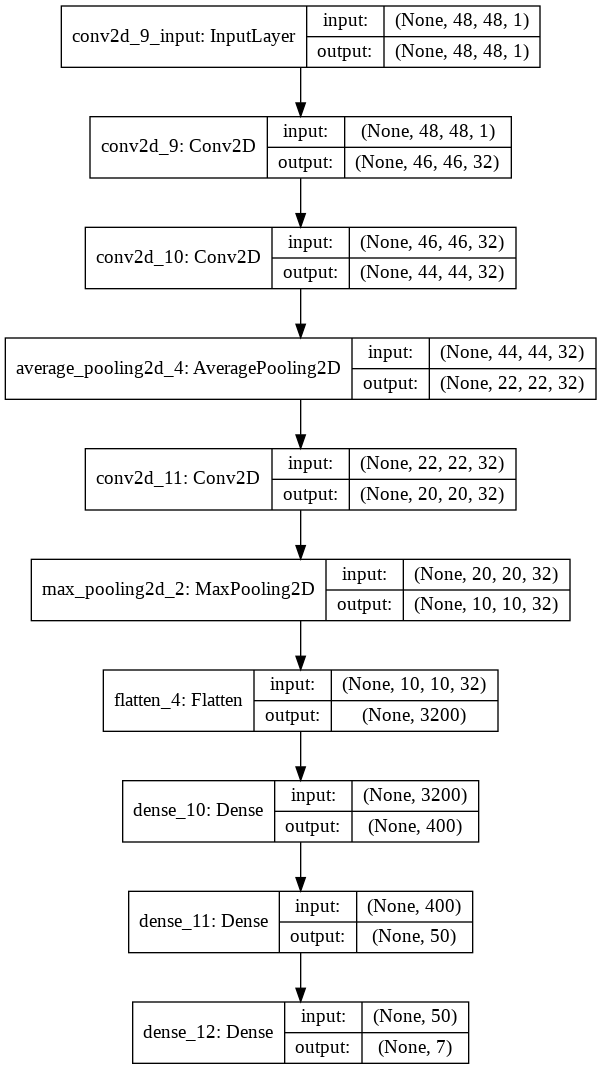 conv2d_9_input: InputLayer
input: (None, 48, 48, 1)
output: (None, 48, 48, 1)
conv2d_9: Conv2D
input: (None, 48, 48, 1)
output: (None, 46, 46, 32)
conv2d_10: Conv2D
input: (None, 46, 46, 32)
output: (None, 44, 44, 32)
average_pooling2d_4: AveragePooling2D
input: (None, 44, 44, 32)
output: (None, 22, 22, 32)
conv2d_11: Conv2D
input: (None, 22, 22, 32)
output: (None, 20, 20, 32)
max_pooling2d_2: MaxPooling2D
input: (None, 20, 20, 32)
output: (None, 10, 10, 32)
flatten_4: Flatten
input: (None, 10, 10, 32)
output: (None, 3200)
dense_10: Dense
input: (None, 3200)
output: (None, 400)
dense_11: Dense
input: (None, 400)
output: (None, 50)
dense_12: Dense
input: (None, 50)
output: (None, 7)